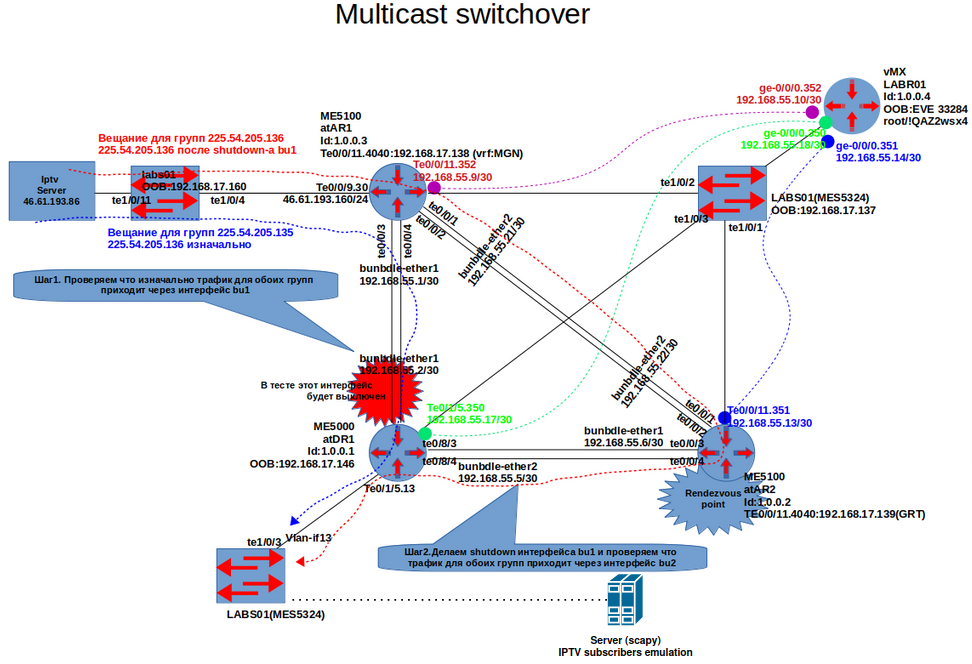 Multicast switchover
vMX
LABR01
Id:1.0.0.4
OOB:EVE 33284
root/!QAZ2wsx4
ge-0/0/0.352
192.168.55.10/30
ge-0/0/0.350
192.168.55.18/30
ge-0/0/0.351
192.168.55.14/30
ME5100
atAR1
Id:1.0.0.3
Te0/0/11.4040:192.168.17.138 (vrf:MGN)
Te0/0/11.352
192.168.55.9/30
Вещание для групп 225.54.205.136
225.54.205.136 после shutdown-а bu1
Iptv
Server
46.61.193.86
labs01
OOB:192.168.17.160
te1/0/11
te1/0/4
Te0/0/9.30
46.61.193.160/24
te1/0/2
te1/0/3
te1/0/1
LABS01(MES5324)
OOB:192.168.17.137
Вещание для групп 225.54.205.135
225.54.205.136 изначально
te0/0/3
te0/0/4
te0/0/1
te0/0/2
bunbdle-ether2
192.168.55.21/30
bunbdle-ether1
192.168.55.1/30
Шаг1. Проверяем что изначально трафик для обоих групп
приходит через интерфейс bu1
bunbdle-ether1
192.168.55.2/30
В тесте этот интерфейс
будет выключен
bunbdle-ether2
192.168.55.22/30
te0/0/1
te0/0/2
Te0/1/5.350
192.168.55.17/30
Te0/0/11.351
192.168.55.13/30
ME5000
atDR1
Id:1.0.0.1
OOB:192.168.17.146
te0/8/3
te0/8/4
bunbdle-ether1
192.168.55.6/30
te0/0/3
te0/0/4
bunbdle-ether2
192.168.55.5/30
Te0/1/5.13
Rendezvous
point
ME5100
atAR2
Id:1.0.0.2
TE0/0/11.4040:192.168.17.139(GRT)
te1/0/3
Vlan-if13
Шаг2.Делаем shutdown интерфейса bu1 и проверяем что
трафик для обоих групп приходит через интерфейс bu2
LABS01(MES5324)
Server (scapy)
IPTV subscribers emulation